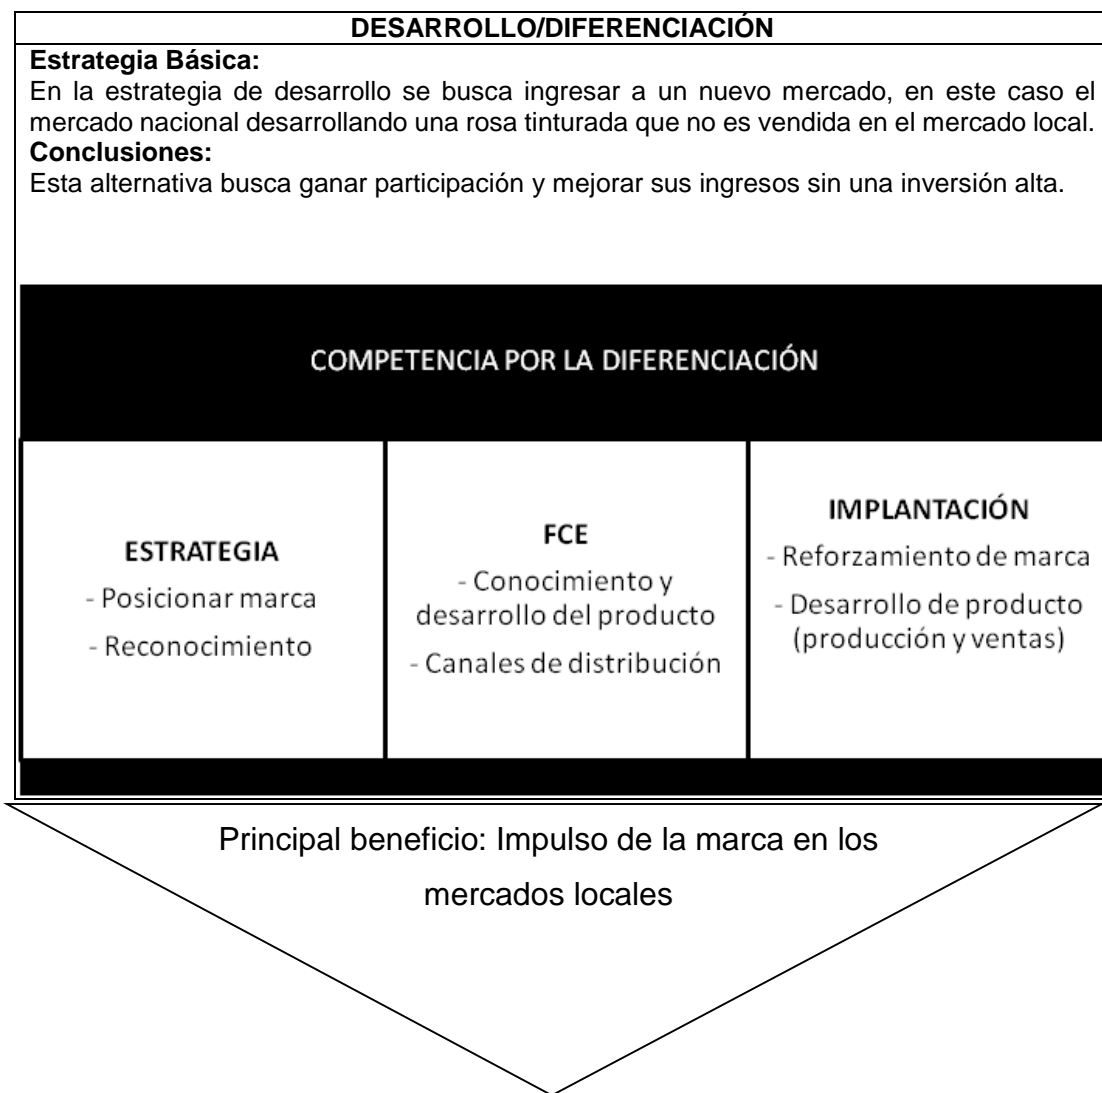 DESARROLLO/DIFERENCIACIÓN
Estrategia Básica:
En la estrategia de desarrollo se busca ingresar a un nuevo mercado, en este caso el
mercado nacional desarrollando una rosa tinturada que no es vendida en el mercado local.
Conclusiones:
Esta alternativa busca ganar participación y mejorar sus ingresos sin una inversión alta.
COMPETENCIA POR LA DIFERENCIACIÓN
ESTRATEGIA
- Posicionar marca
- Reconocimiento
FCE
- Conocimiento y
desarrollo del producto
- Canales de distribución
IMPLANTACIÓN
- Reforzamiento de marca
- Desarrollo de producto
(producción y ventas)
Principal beneficio: Impulso de la marca en los
mercados locales